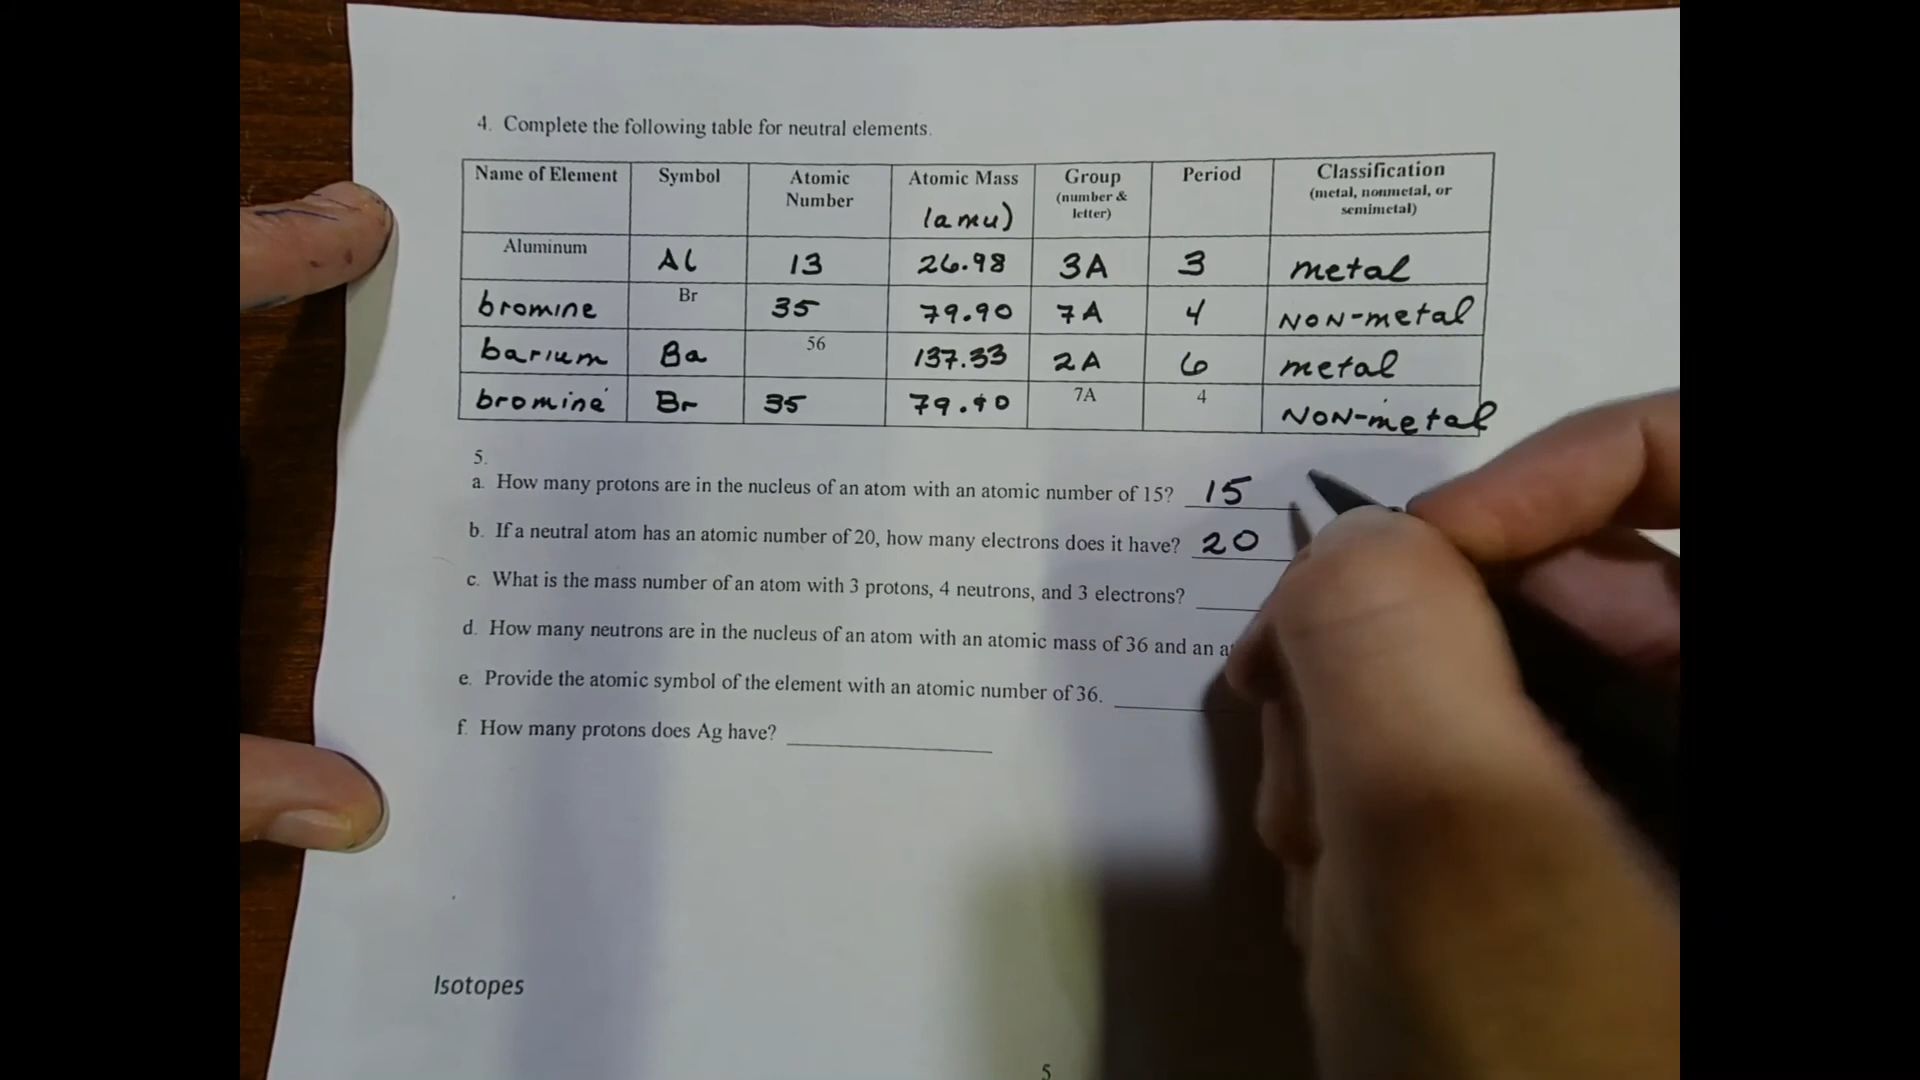 4. Complete the following table for neutral elements.
Name of Element Symbol Atomic Number Atomic Mass (amu) Group (number & letter) Period Classification (metal, nonmetal, or semimetal)
Aluminum Al 13 26.98 3A 3 metal
bromine Br 35 79.90 7A 4 NON-metal
barium Ba 56 137.33 2A 6 metal
bromine Br 35 79.90 7A 4 NON-metal
5.
a. How many protons are in the nucleus of an atom with an atomic number of 15? 15
b. If a neutral atom has an atomic number of 20, how many electrons does it have? 20
c. What is the mass number of an atom with 3 protons, 4 neutrons, and 3 electrons?
d. How many neutrons are in the nucleus of an atom with an atomic mass of 36 and an
e. Provide the atomic symbol of the element with an atomic number of 36.
f. How many protons does Ag have?
Isotopes
5